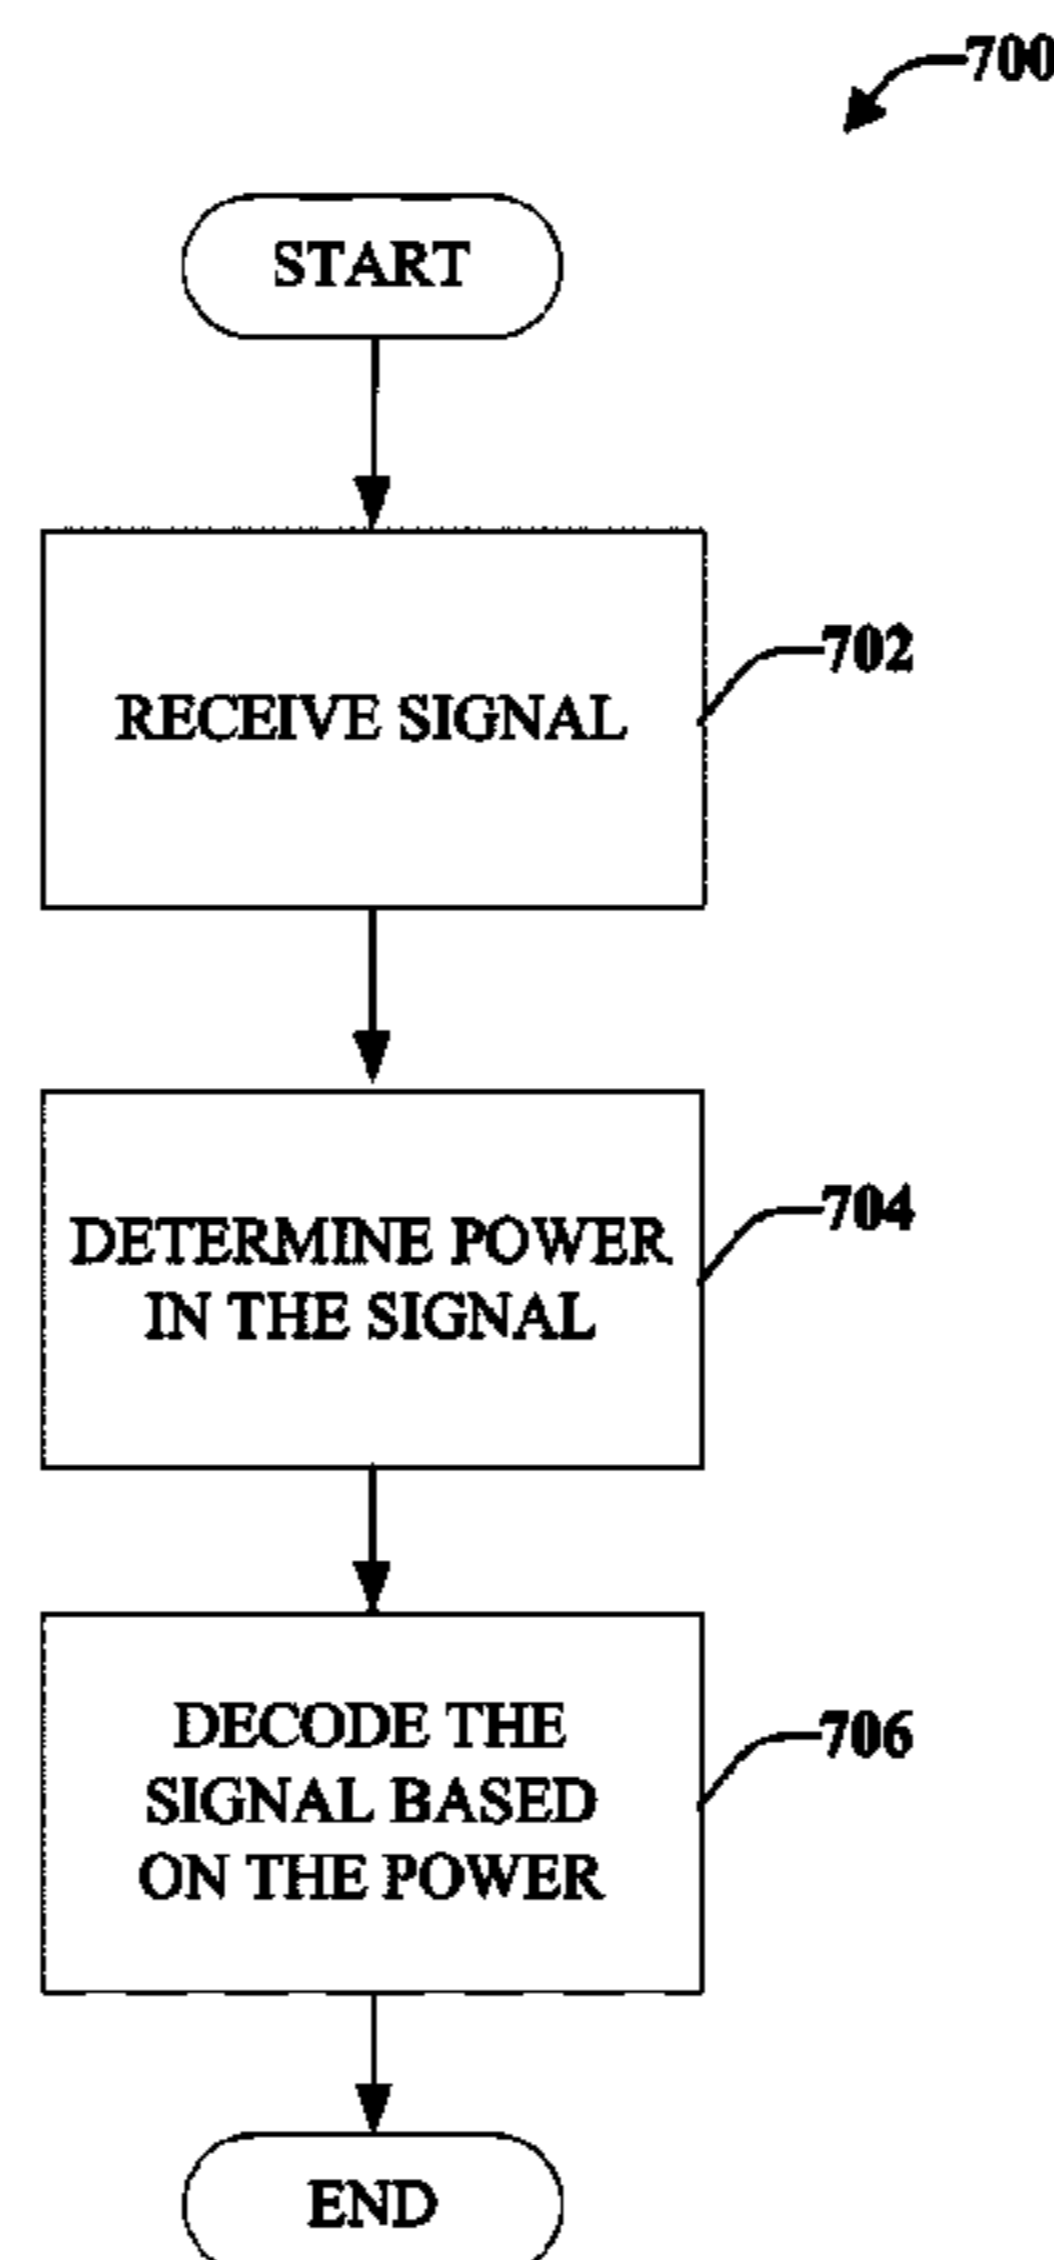 700
START
RECEIVE SIGNAL
702
DETERMINE POWER
IN THE SIGNAL
704
DECODE THE
SIGNAL BASED
ON THE POWER
706
END